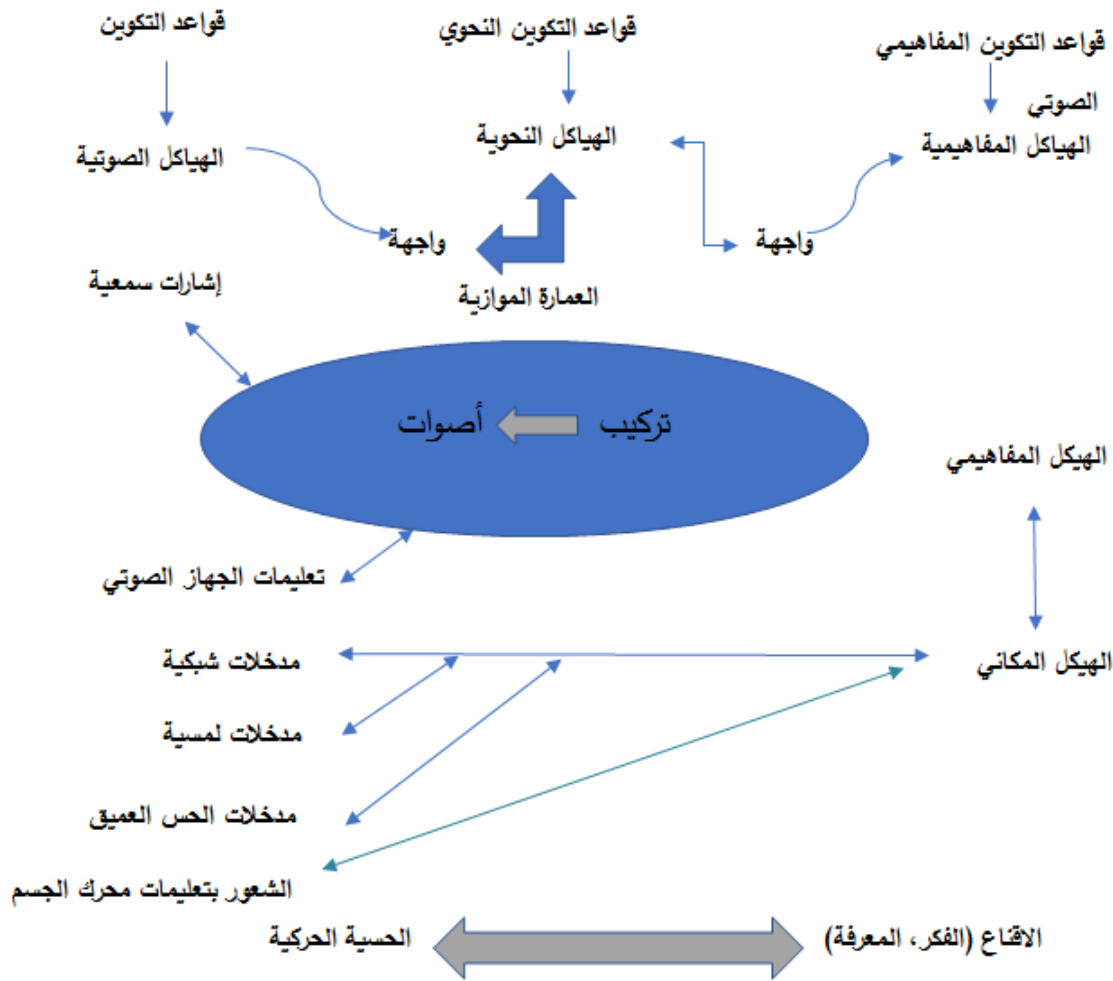 قواعد التكوين المفاهيمي
قواعد التكوين النحوي
قواعد التكوين
الصوتي
الهياكل المفاهيمية
الهياكل النحوية
الهياكل الصوتية
واجهة
واجهة
العمارة الموازية
إشارات سمعية
تركيب
أصوات
الهيكل المفاهيمي
تعليمات الجهاز الصوتي
الهيكل المكاني
مدخلات شبكية
مدخلات لمسية
مدخلات الحس العميق
الشعور بتعليمات محرك الجسم
الاقناع (الفكر، المعرفة)
الحسية الحركية